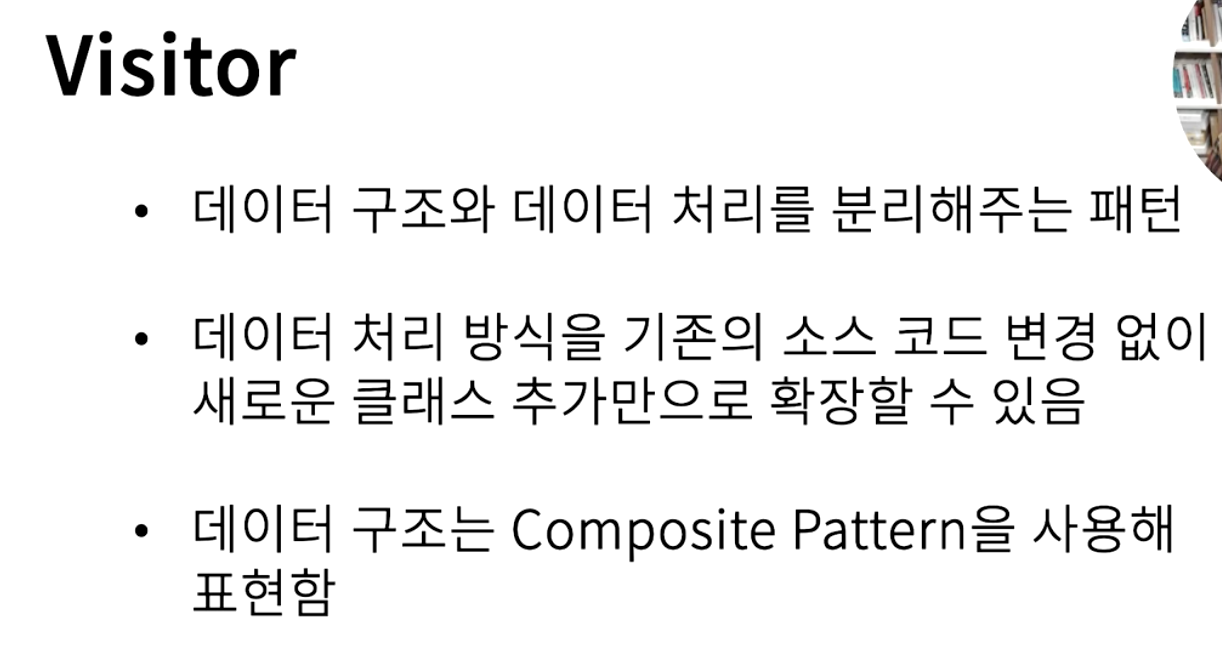 Visitor
• 데이터 구조와 데이터 처리를 분리해주는 패턴
• 데이터 처리 방식을 기존의 소스 코드 변경 없이
새로운 클래스 추가만으로 확장할 수 있음
• 데이터 구조는 Composite Pattern을 사용해
표현함